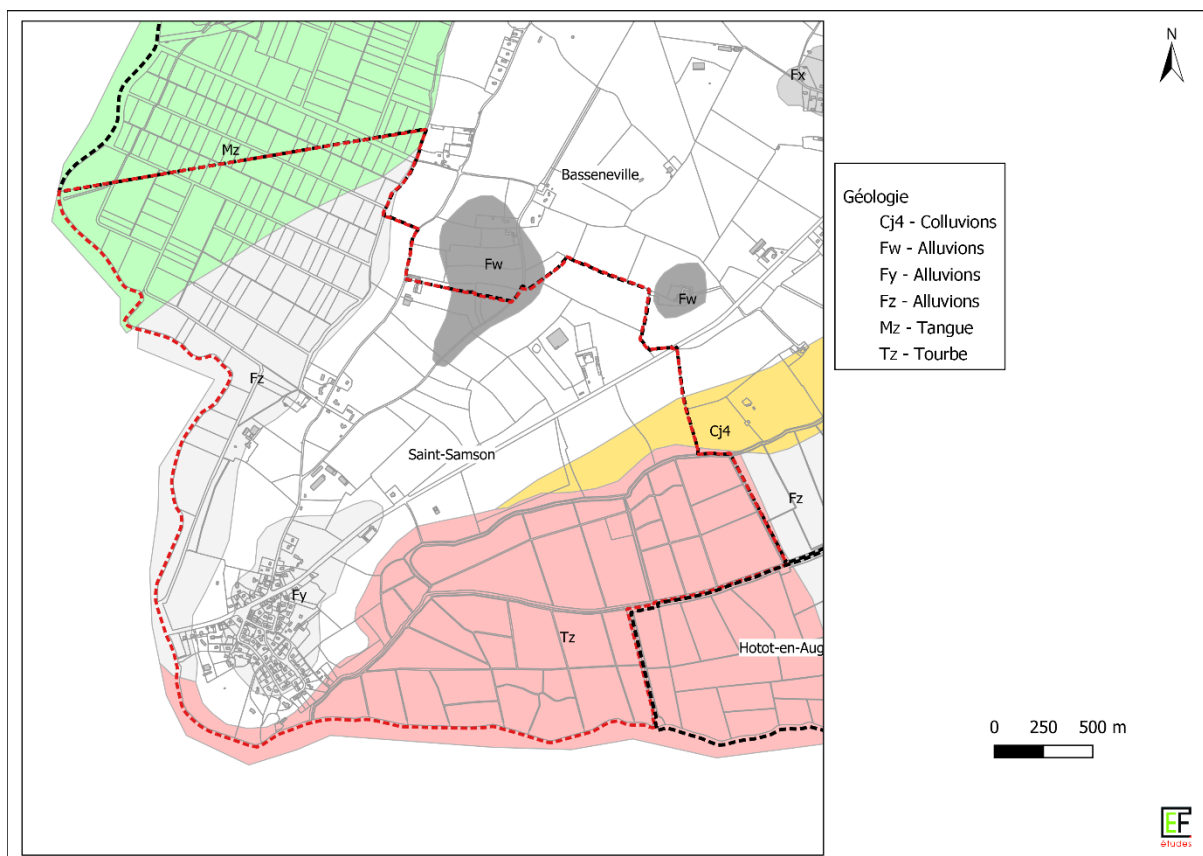 N
Fx
Mz
Basseneville
Géologie
Cj4 - Colluvions
Fw - Alluvions
Fy - Alluvions
Fz - Alluvions
Mz - Tangue
Tz - Tourbe
Fw
Fw
Fz
Cj4
Saint-Samson
Fz
Fy
Tz
Hotot-en-Aug
0 250 500 m
EF
études